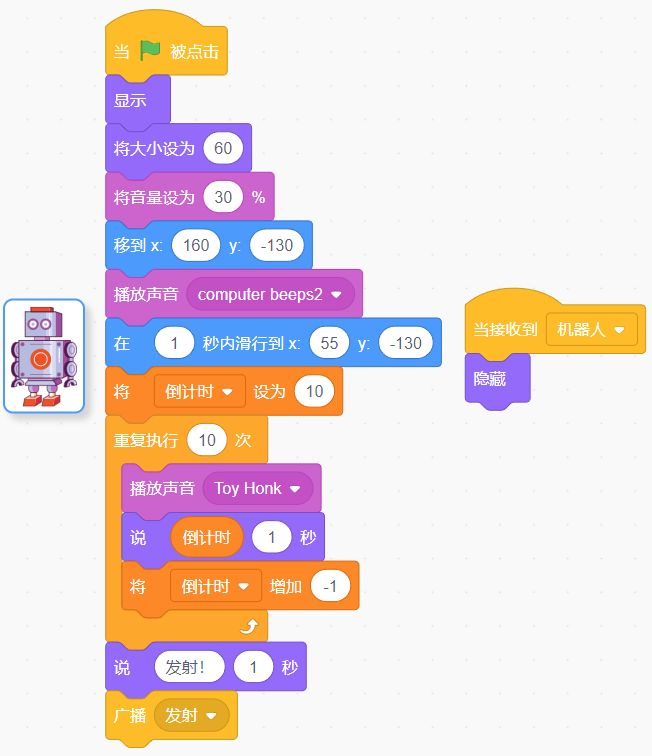 当 被点击
显示
将大小设为 60
将音量设为 30 %
移到 x: 160 y: -130
播放声音 computer beeps2
在 1 秒内滑行到 x: 55 y: -130
将 倒计时 设为 10
重复执行 10 次
播放声音 Toy Honk
说 倒计时 1 秒
将 倒计时 增加 -1
说 发射！ 1 秒
广播 发射
当接收到 机器人
隐藏